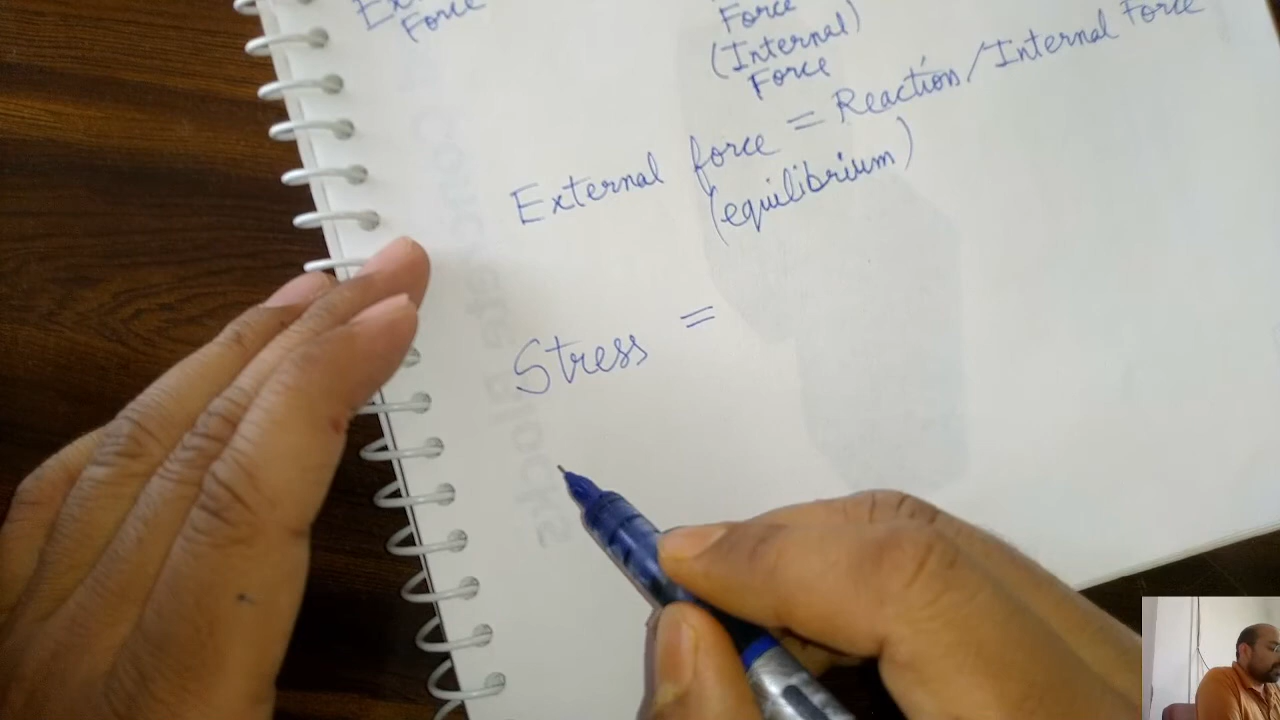 Force
Force
(Internal)
Force
External force = Reaction/Internal Force
(equilibrium)
Stress =